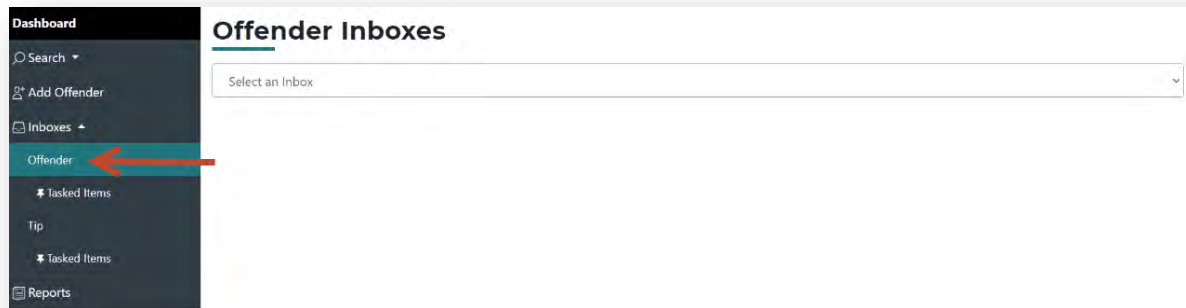 Dashboard
Search
Add Offender
Inboxes
Offender
Tasked Items
Tip
Tasked Items
Reports
Offender Inboxes
Select an Inbox